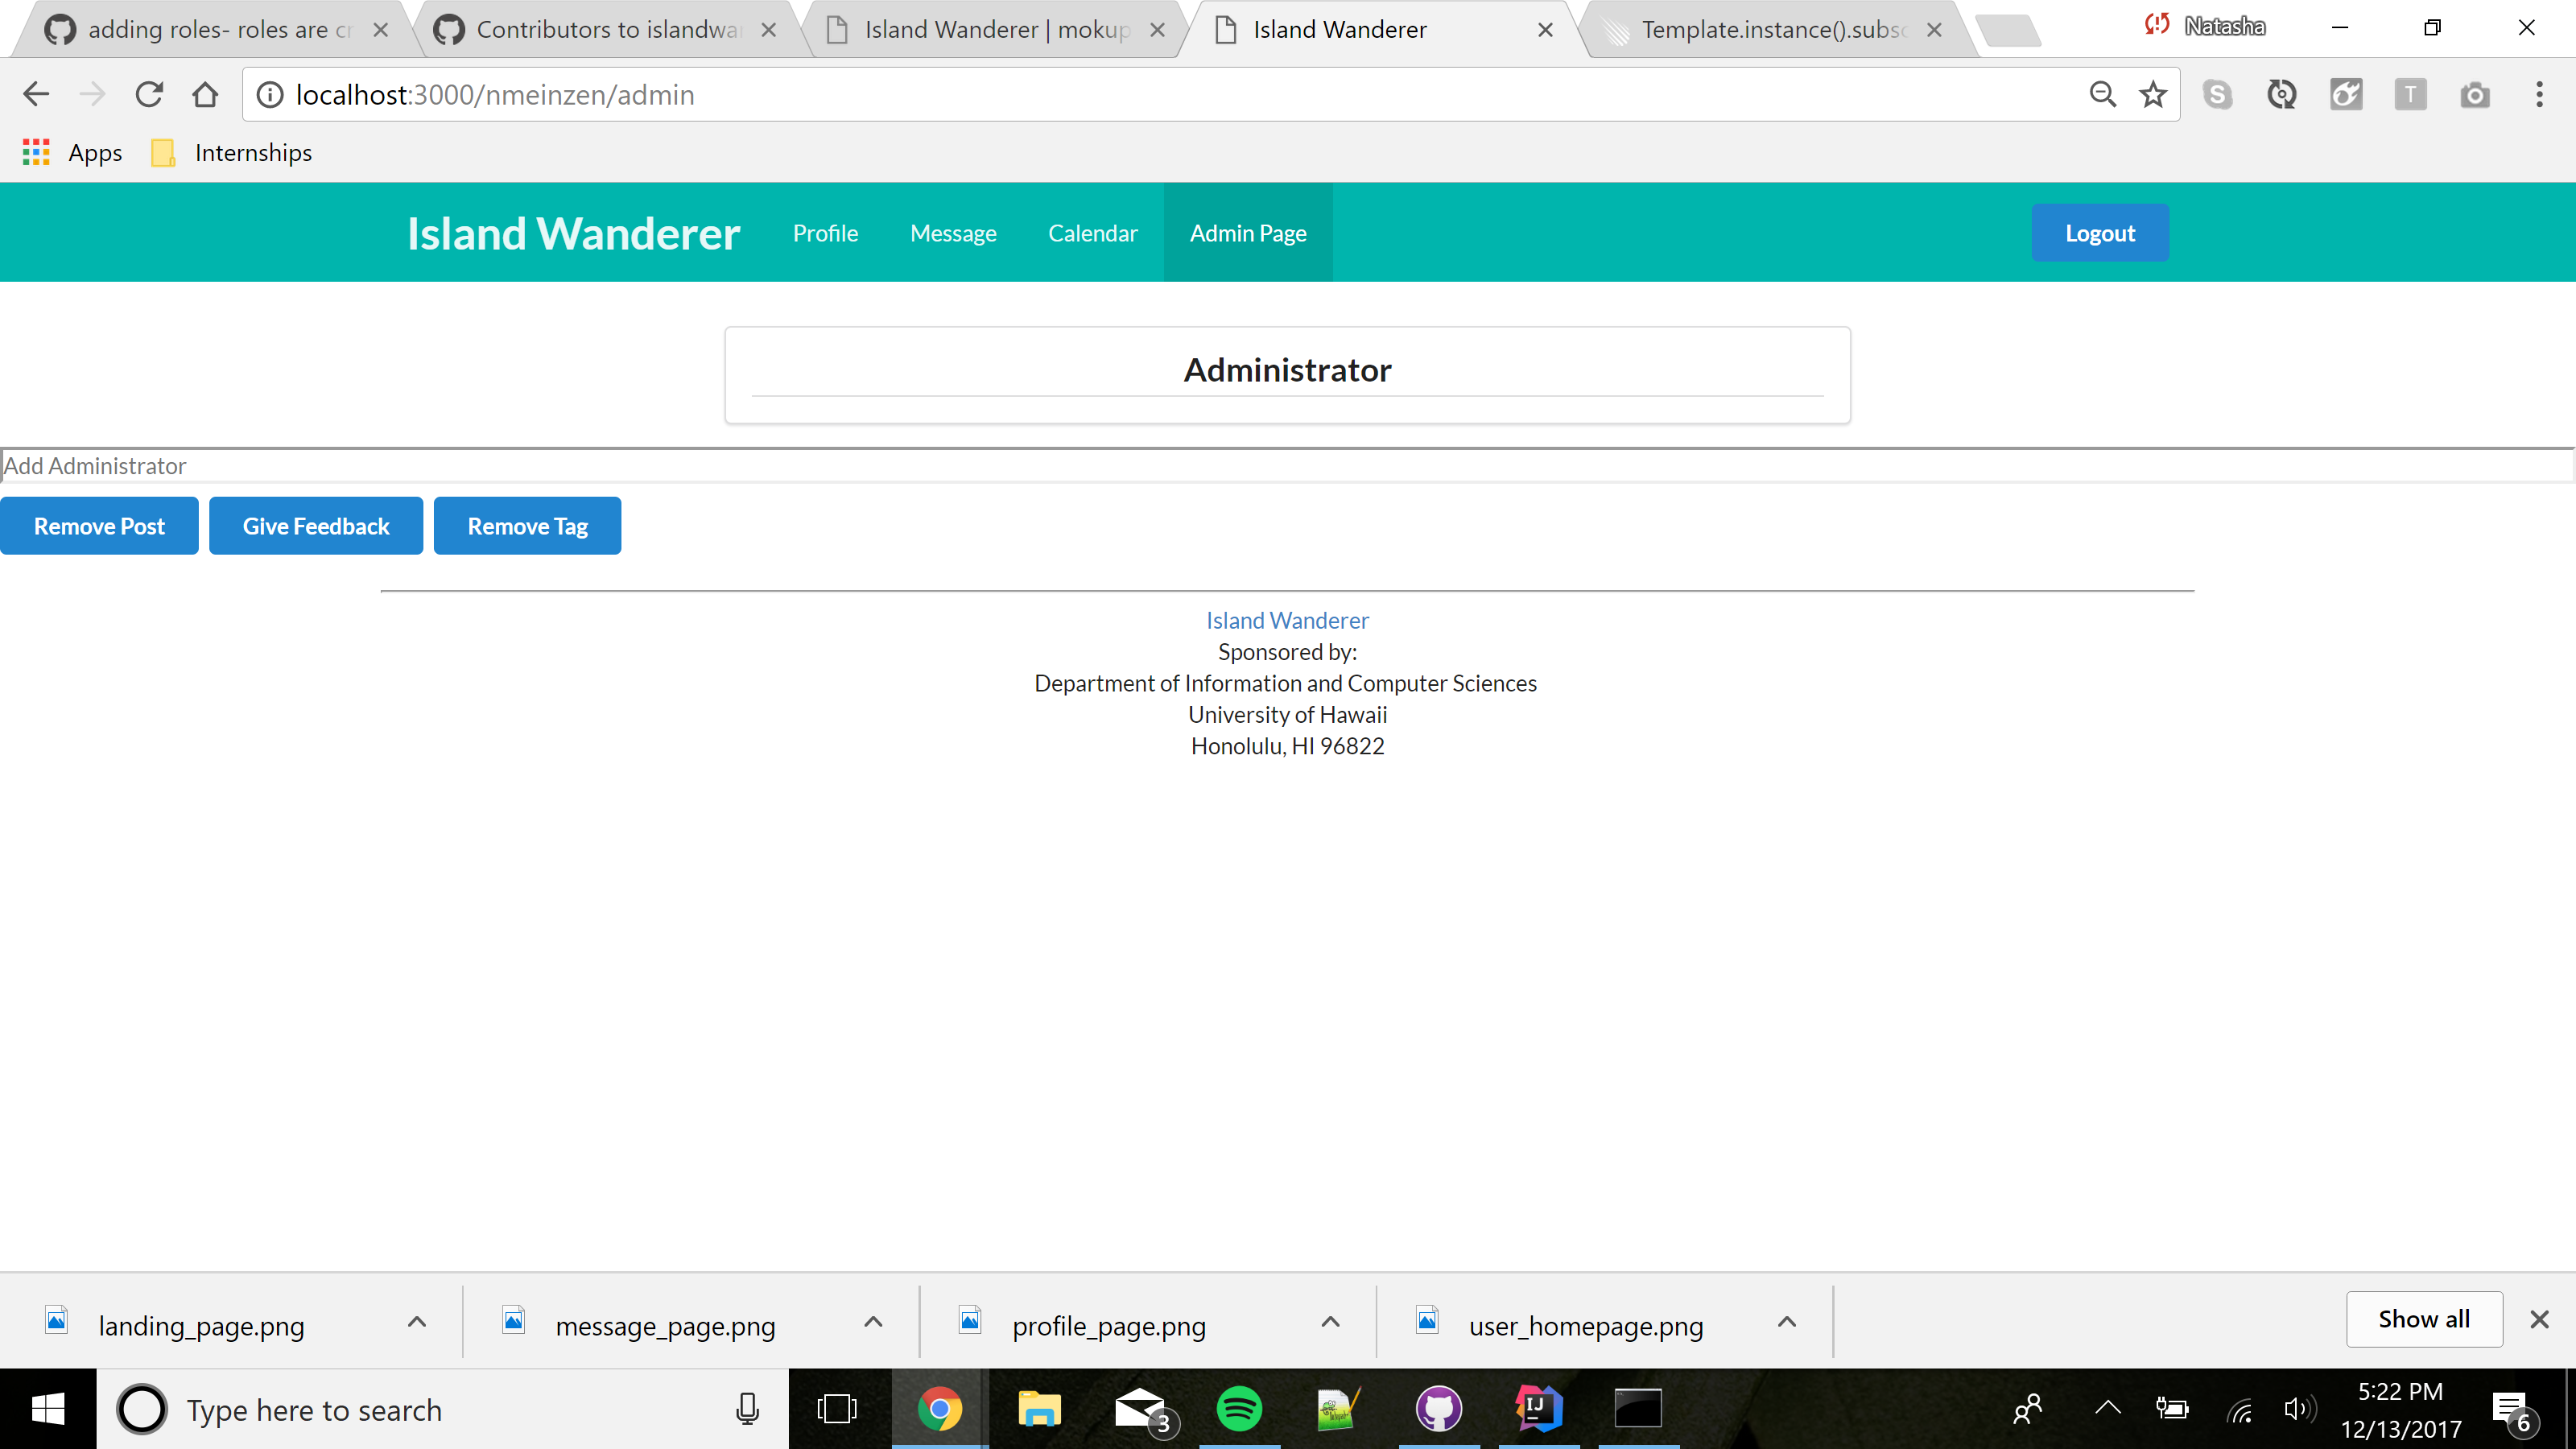 adding roles- roles are cr
Contributors to islandwa
Island Wanderer | mokup
Island Wanderer
Template.instance().subsc
Natasha
localhost:3000/nmeinzen/admin
S
T
Apps
Internships
Island Wanderer
Profile
Message
Calendar
Admin Page
Logout
Administrator
Add Administrator
Remove Post
Give Feedback
Remove Tag
Island Wanderer
Sponsored by:
Department of Information and Computer Sciences
University of Hawaii
Honolulu, HI 96822
landing_page.png
message_page.png
profile_page.png
user_homepage.png
Show all
Type here to search
3
IJ
5:22 PM
12/13/2017
6